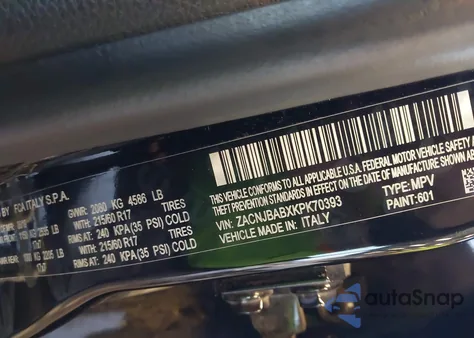 BY FCA ITALY S.P.A.
GWR: 2080 KG 4586 LB
WITH: 215/60 R17 TIRES
RIMS AT: 240 KPA(35 PSI) COLD
WITH: 215/60 R17 TIRES
RIMS AT: 240 KPA(35 PSI) COLD
THIS VEHICLE CONFORMS TO ALL APPLICABLE U.S.A. FEDERAL MOTOR VEHICLE SAFETY
THEFT PREVENTION STANDARDS IN EFFECT ON THE DATE OF MANUFACTURE SHOWN
VIN: ZACNJBABXKPK70393 TYPE: MPV
VEHICLE MADE IN: ITALY PAINT: 601
autoSnap